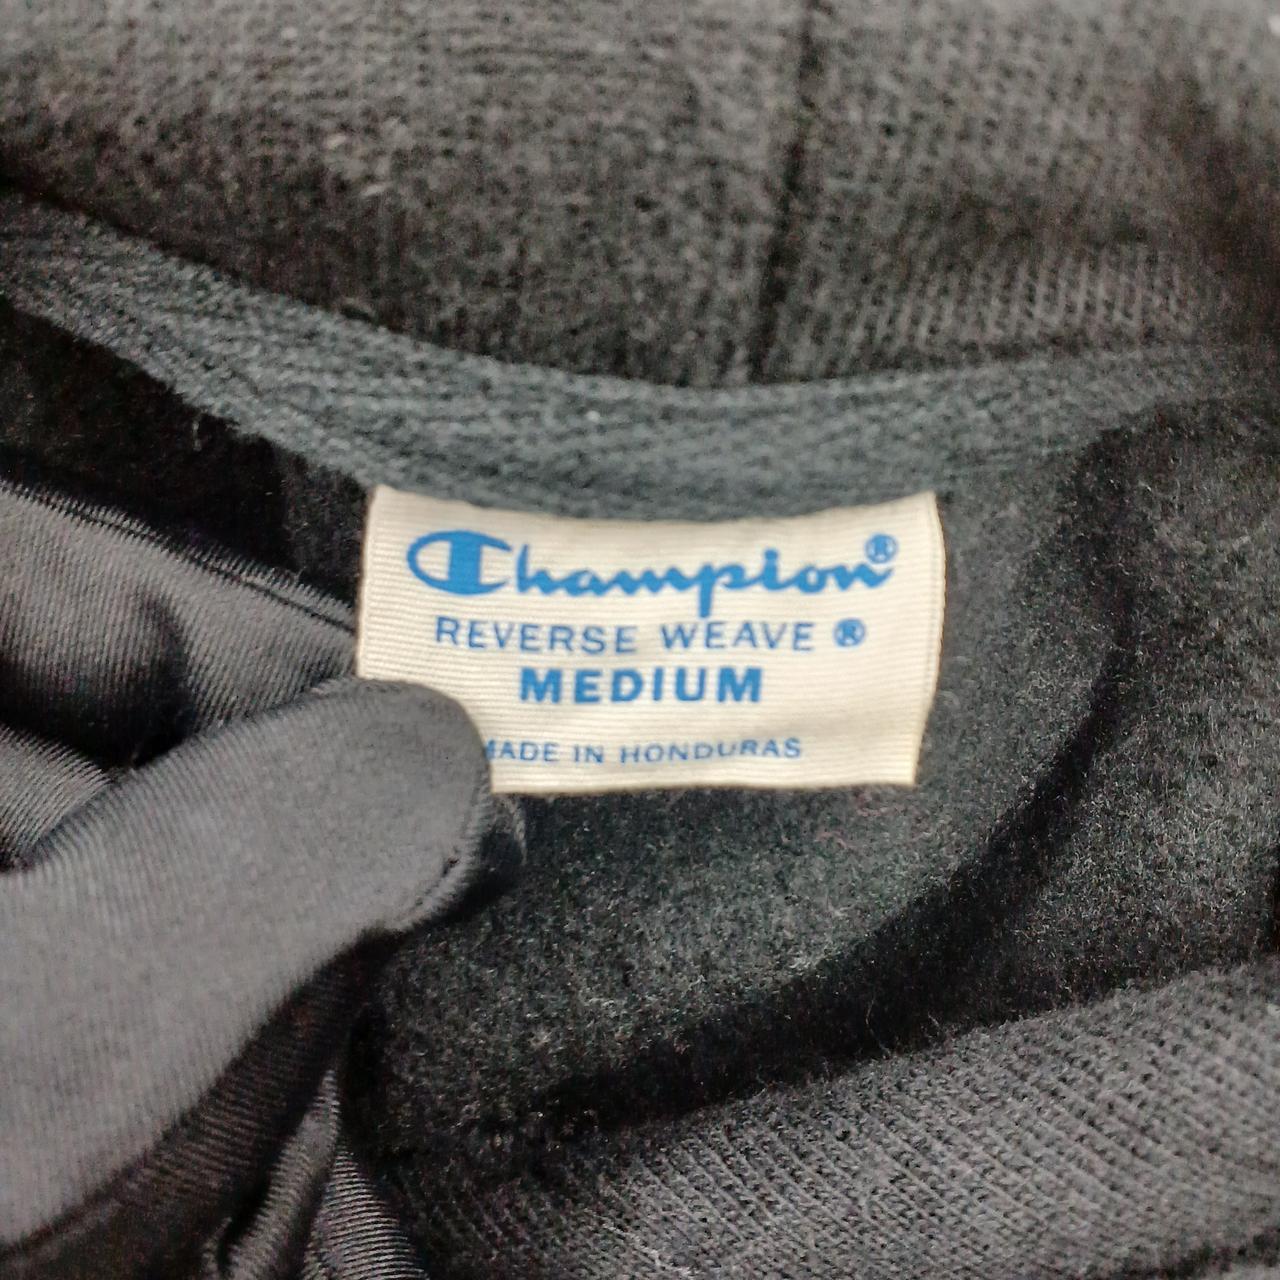 Champion®
REVERSE WEAVE ®
MEDIUM
MADE IN HONDURAS